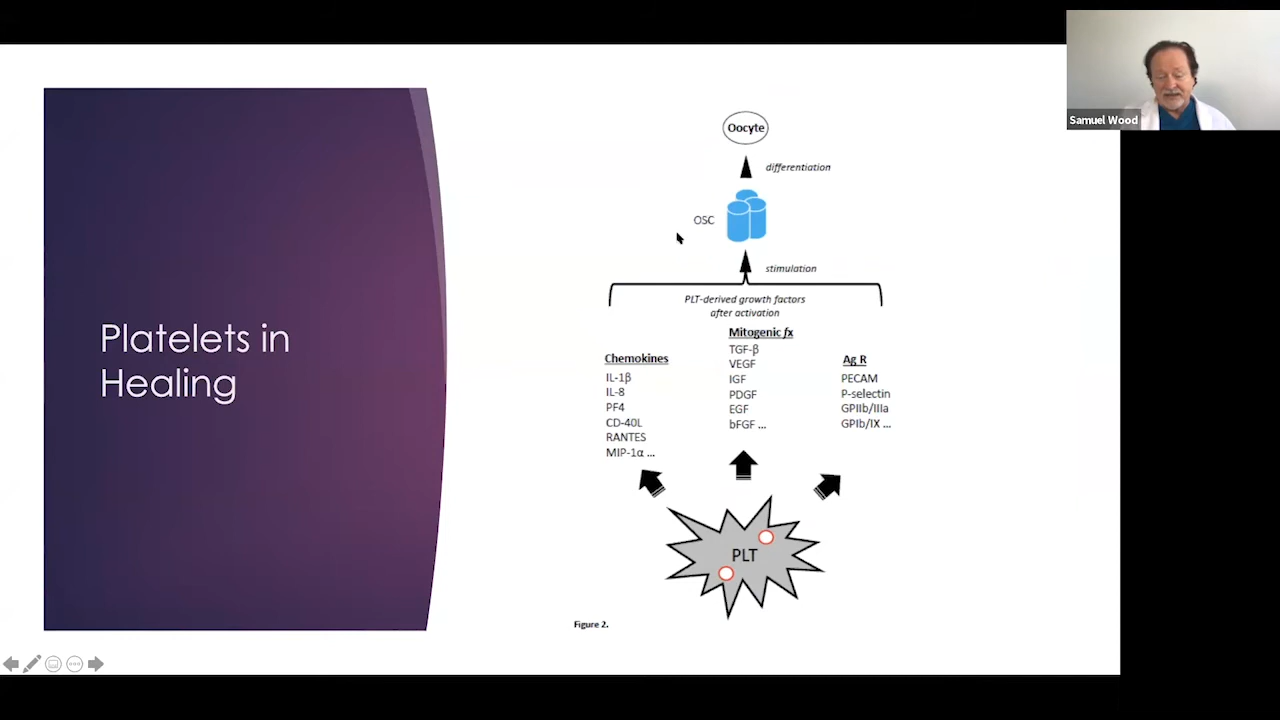 Samuel Wood
Platelets in
Healing
Oocyte
differentiation
OSC
stimulation
PLT-derived growth factors
after activation
Chemokines
IL-1β
IL-8
PF4
CD-40L
RANTES
MIP-1α ...
Mitogenic fx
TGF-β
VEGF
IGF
PDGF
EGF
bFGF ...
Ag R
PECAM
P-selectin
GPIIb/IIIa
GPIb/IX ...
PLT
Figure 2.